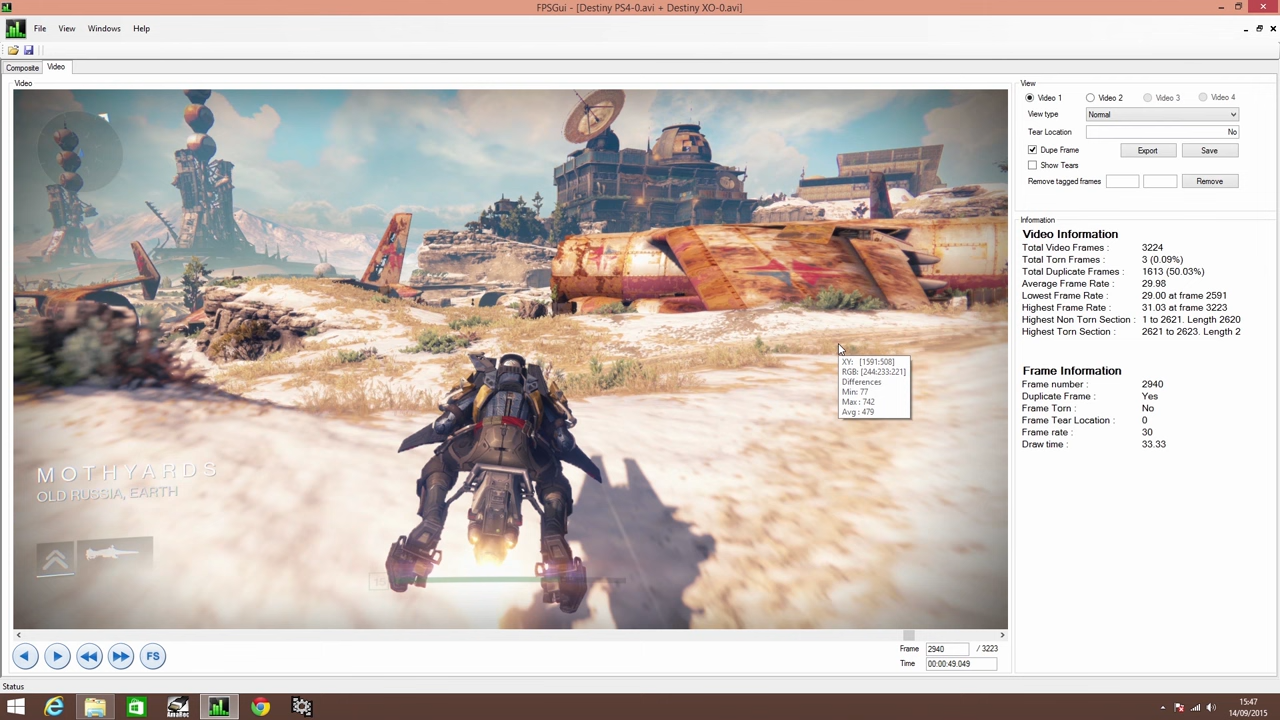 FPSGui - [Destiny PS4-0.avi + Destiny XO-0.avi]
File View Windows Help
Composite Video
Video
MOTHYARDS
OLD RUSSIA, EARTH
XY: [1591:508]
RGB: [244:233:221]
Differences
Min: 77
Max : 742
Avg : 479
FS
Frame 2940 / 3223
Time 00:00:49.049
View
Video 1 Video 2 Video 3 Video 4
View type Normal
Tear Location No
Dupe Frame Export Save
Show Tears
Remove tagged frames Remove
Information
Video Information
Total Video Frames : 3224
Total Torn Frames : 3 (0.09%)
Total Duplicate Frames : 1613 (50.03%)
Average Frame Rate : 29.98
Lowest Frame Rate : 29.00 at frame 2591
Highest Frame Rate : 31.03 at frame 3223
Highest Non Torn Section : 1 to 2621. Length 2620
Highest Torn Section : 2621 to 2623. Length 2
Frame Information
Frame number : 2940
Duplicate Frame : Yes
Frame Torn : No
Frame Tear Location : 0
Frame rate : 30
Draw time : 33.33
Status
AmaRec
15:47
14/09/2015